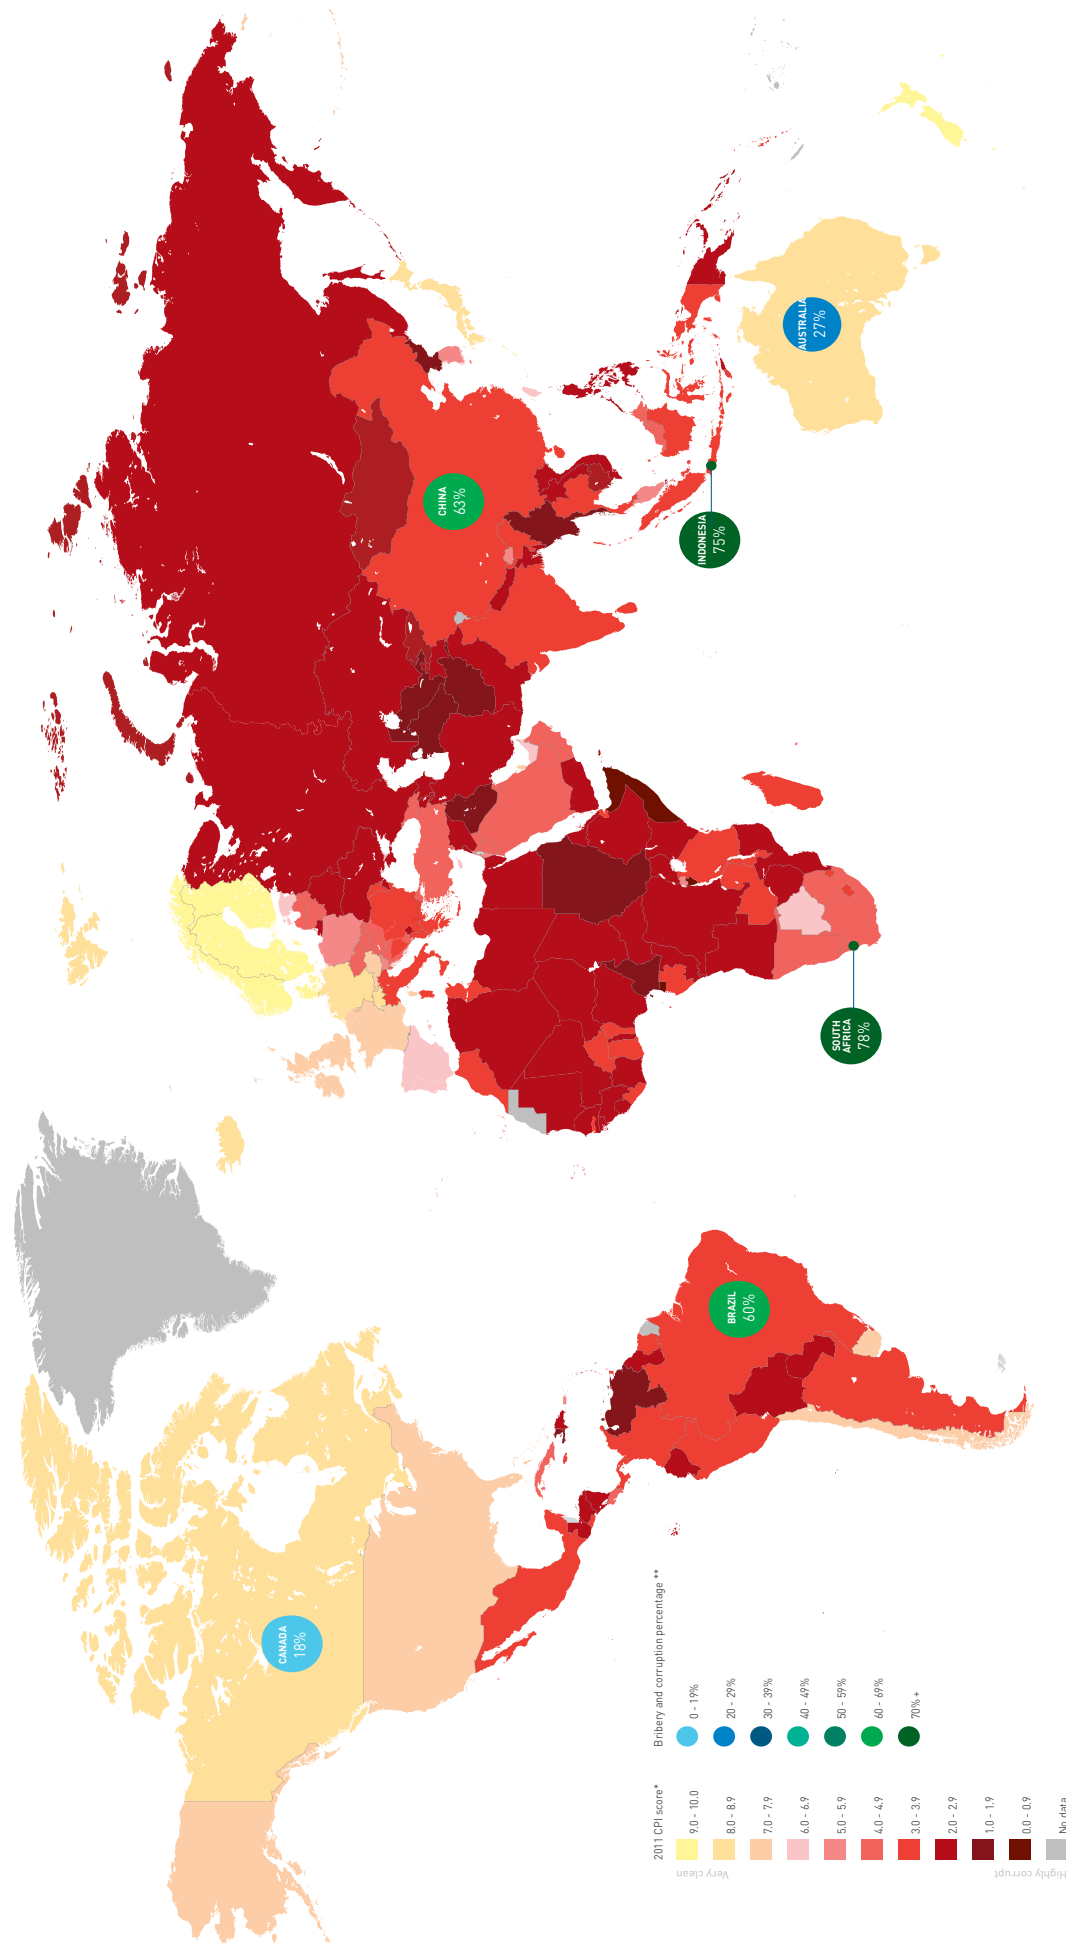 CANADA
18%
BRAZIL
60%
SOUTH
AFRICA
78%
CHINA
63%
INDONESIA
75%
AUSTRALIA
27%
2011 CPI score*
Very clean
9.0 - 10.0
8.0 - 8.9
7.0 - 7.9
6.0 - 6.9
5.0 - 5.9
4.0 - 4.9
3.0 - 3.9
2.0 - 2.9
1.0 - 1.9
0.0 - 0.9
No data
Highly corrupt
Bribery and corruption percentage **
0 - 19%
20 - 29%
30 - 39%
40 - 49%
50 - 59%
60 - 69%
70% +